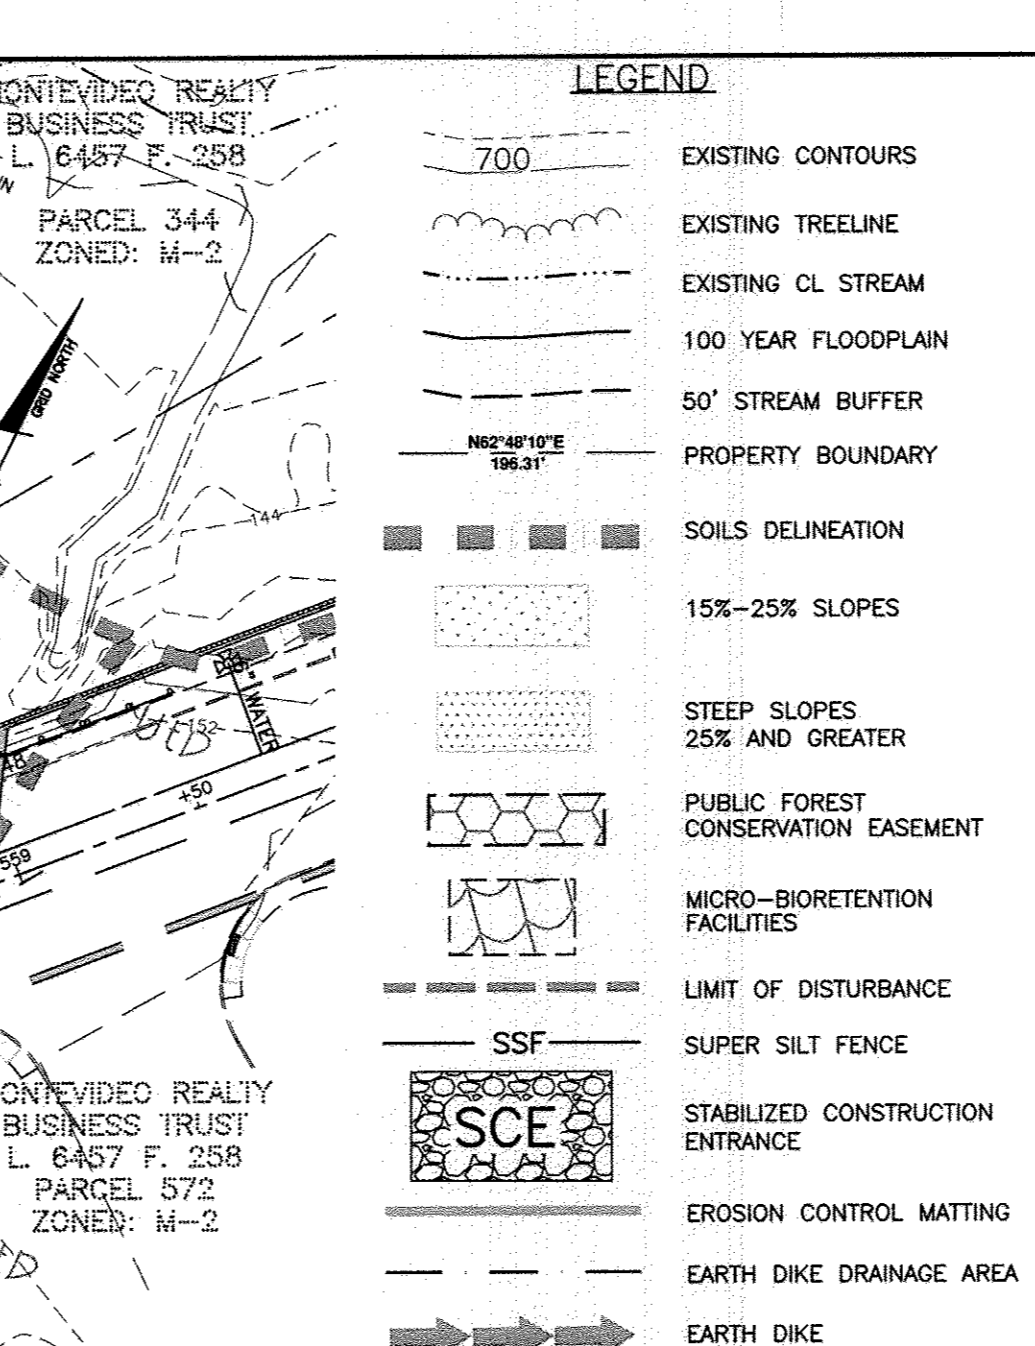 LEGEND
700
EXISTING CONTOURS
EXISTING TREELINE
EXISTING CL STREAM
100 YEAR FLOODPLAIN
50' STREAM BUFFER
N62°48'10"E
196.31'
PROPERTY BOUNDARY
SOILS DELINEATION
15%-25% SLOPES
STEEP SLOPES
25% AND GREATER
PUBLIC FOREST
CONSERVATION EASEMENT
MICRO-BIORETENTION
FACILITIES
LIMIT OF DISTURBANCE
SSF
SUPER SILT FENCE
SCE
STABILIZED CONSTRUCTION
ENTRANCE
EROSION CONTROL MATTING
EARTH DIKE DRAINAGE AREA
EARTH DIKE
ONTEVIDEO REALTY
BUSINESS TRUST
L. 6457 F. 258
PARCEL 344
ZONED: M-2
GRID NORTH
144
WATER
152
UtD
48
+50
559
ONTEVIDEO REALTY
BUSINESS TRUST
L. 6457 F. 258
PARCEL 572
ZONED: M-2
D